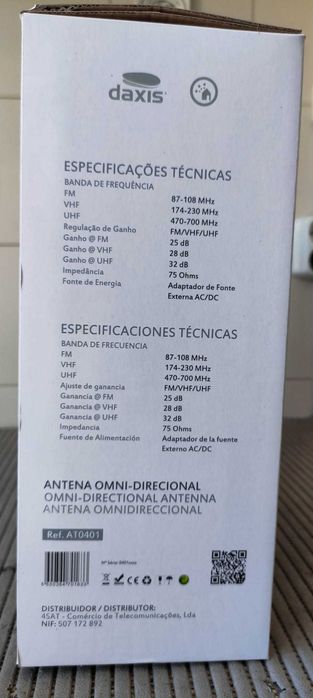 daxis
ESPECIFICAÇÕES TÉCNICAS
BANDA DE FREQUÊNCIA
FM 87-108 MHz
VHF 174-230 MHz
UHF 470-700 MHz
Regulação de Ganho FM/VHF/UHF
Ganho @ FM 25 dB
Ganho @ VHF 28 dB
Ganho @ UHF 32 dB
Impedância 75 Ohms
Fonte de Energia Adaptador de Fonte
Externa AC/DC
ESPECIFICACIONES TÉCNICAS
BANDA DE FRECUENCIA
FM 87-108 MHz
VHF 174-230 MHz
UHF 470-700 MHz
Ajuste de ganancia FM/VHF/UHF
Ganancia @ FM 25 dB
Ganancia @ VHF 28 dB
Ganancia @ UHF 32 dB
Impedancia 75 Ohms
Fuente de Alimentación Adaptador de la fuente
Externo AC/DC
ANTENA OMNI-DIRECIONAL
OMNI-DIRECTIONAL ANTENNA
ANTENA OMNIDIRECCIONAL
Ref. AT0401
Nº Série:
CE
DISTRIBUIDOR / DISTRIBUTOR:
4SAT - Comércio de Telecomunicações, Lda
NIF: 507 172 892